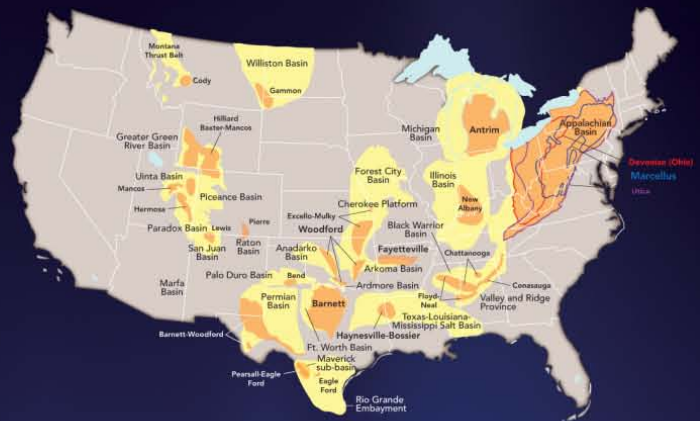 Montana
Thrust Belt
Cody
Williston Basin
Gammon
Hilliard
Baxter-Mancos
Greater Green
River Basin
Uinta Basin
Mancos
Piceance Basin
Hermosa
Paradox Basin
Lewis
Pierre
San Juan
Basin
Raton
Basin
Anadarko
Basin
Palo Duro Basin
Bend
Marfa
Basin
Permian
Basin
Barnett
Barnett-Woodford
Ft. Worth Basin
Maverick
sub-basin
Pearsall-Eagle
Ford
Eagle
Ford
Rio Grande
Embayment
Michigan
Basin
Antrim
Forest City
Basin
Illinois
Basin
New
Albany
Cherokee Platform
Excello-Mulky
Woodford
Fayetteville
Arkoma Basin
Ardmore Basin
Black Warrior
Basin
Chattanooga
Conasauga
Floyd-
Neal
Valley and Ridge
Province
Texas-Louisiana-
Mississippi Salt Basin
Haynesville-Bossier
Appalachian
Basin
Devonian (Ohio)
Marcellus
Utica